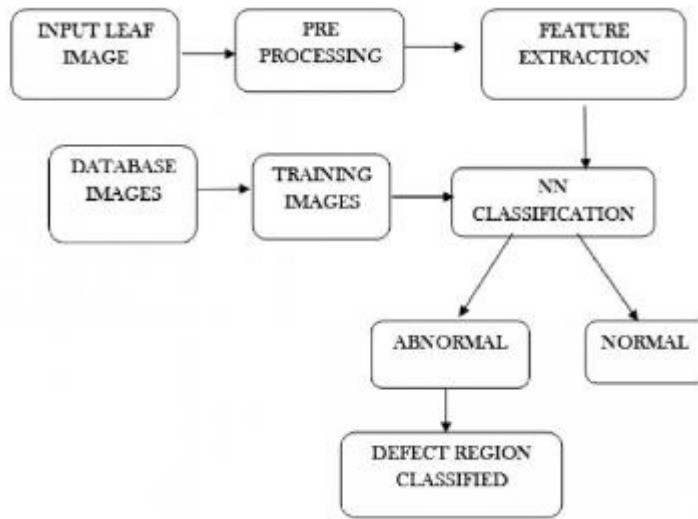 INPUT LEAF
IMAGE
PRE
PROCESSING
FEATURE
EXTRACTION
DATABASE
IMAGES
TRAINING
IMAGES
NN
CLASSIFICATION
ABNORMAL
NORMAL
DEFECT REGION
CLASSIFIED